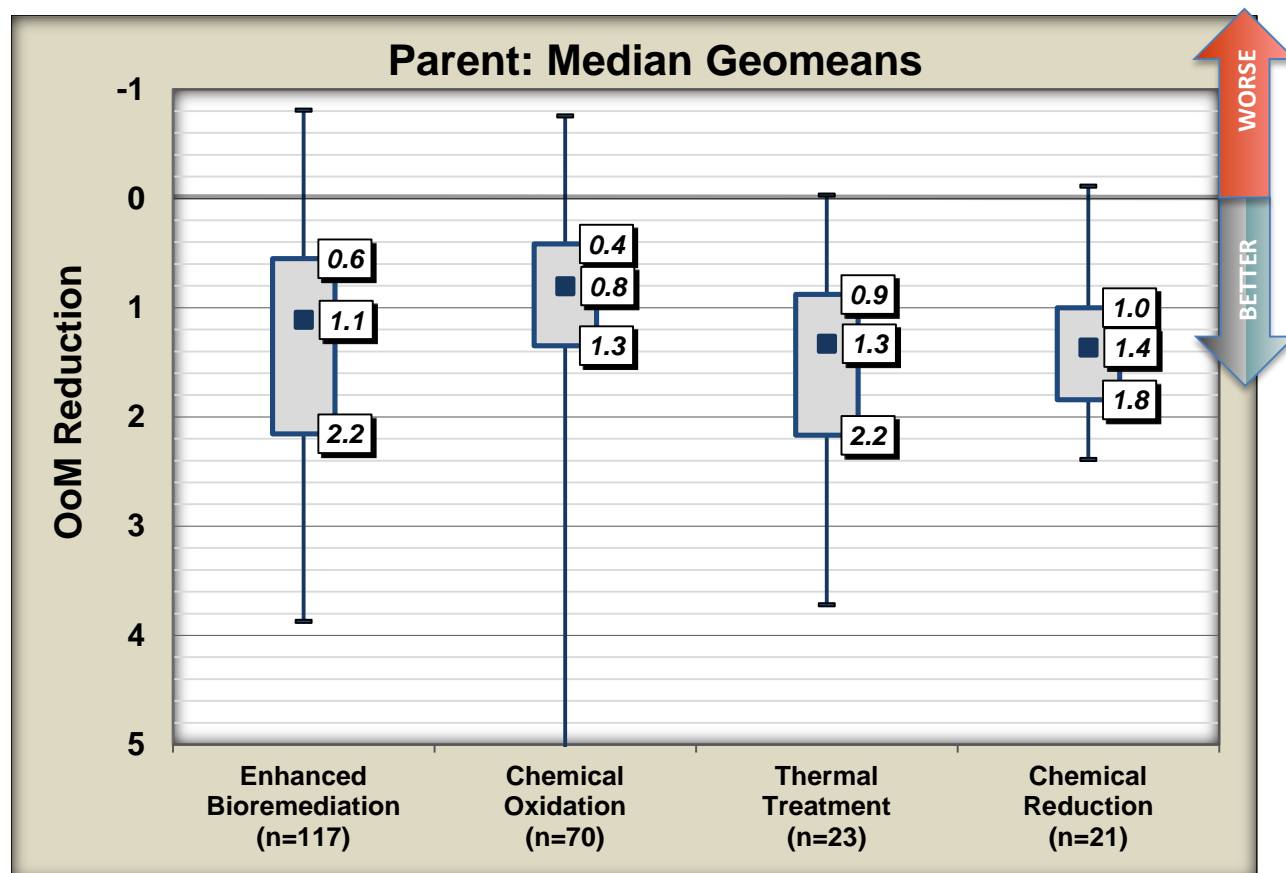 Parent: Median Geomeans
WORSE
BETTER
OoM Reduction
-1
0
1
2
3
4
5
0.6
1.1
2.2
0.4
0.8
1.3
0.9
1.3
2.2
1.0
1.4
1.8
Enhanced
Bioremediation
(n=117)
Chemical
Oxidation
(n=70)
Thermal
Treatment
(n=23)
Chemical
Reduction
(n=21)